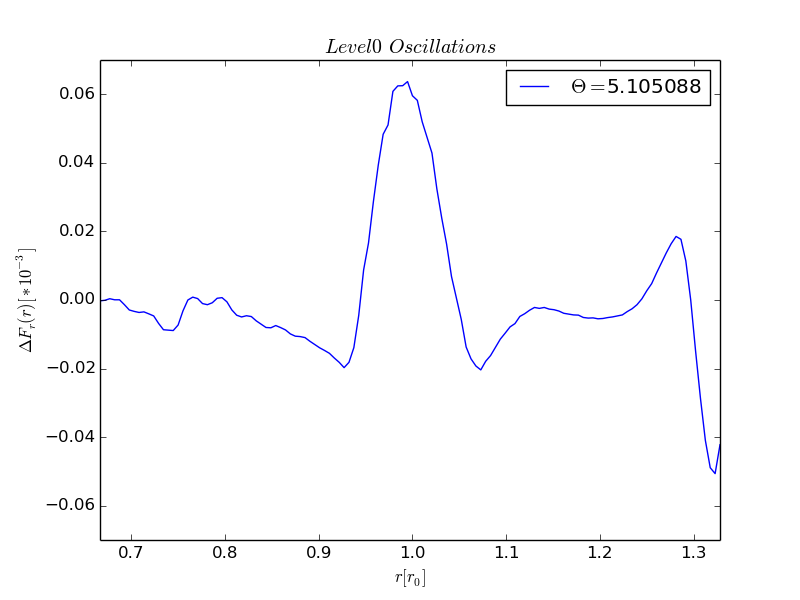 Level0 Oscillations
Θ =5.105088
ΔF_r(r)[*10^{-3}]
0.06
0.04
0.02
0.00
−0.02
−0.04
−0.06
0.7 0.8 0.9 1.0 1.1 1.2 1.3
r[r_0]